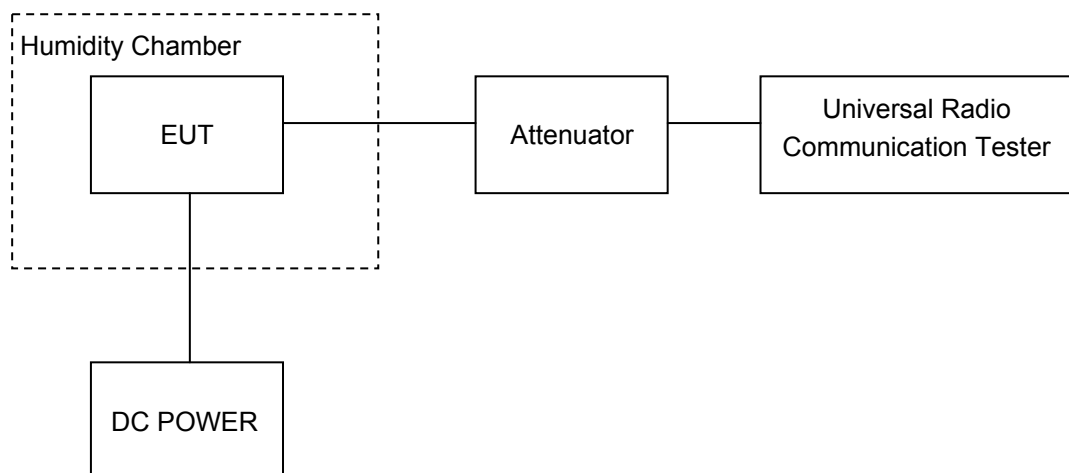 Humidity Chamber
EUT
Attenuator
Universal Radio
Communication Tester
DC POWER